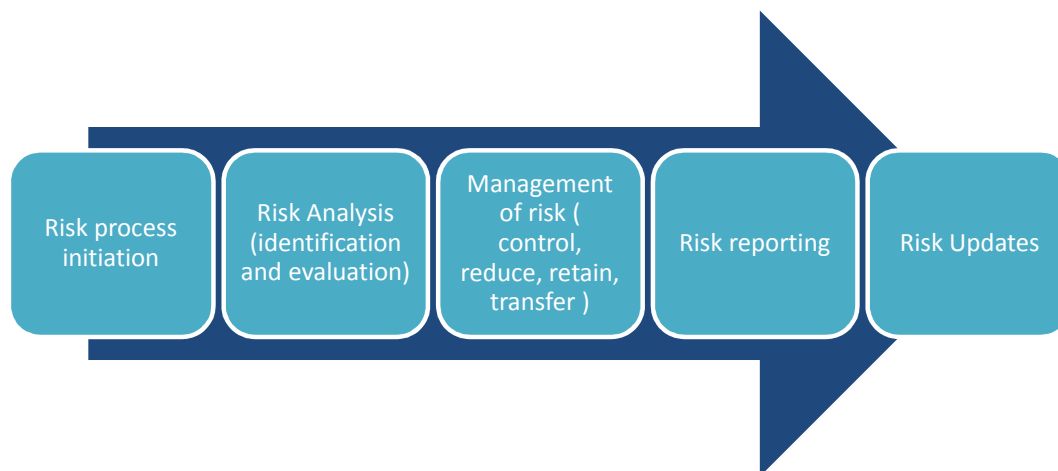 Risk process
initiation
Risk Analysis
(identification
and evaluation)
Management
of risk (
control,
reduce, retain,
transfer )
Risk reporting
Risk Updates